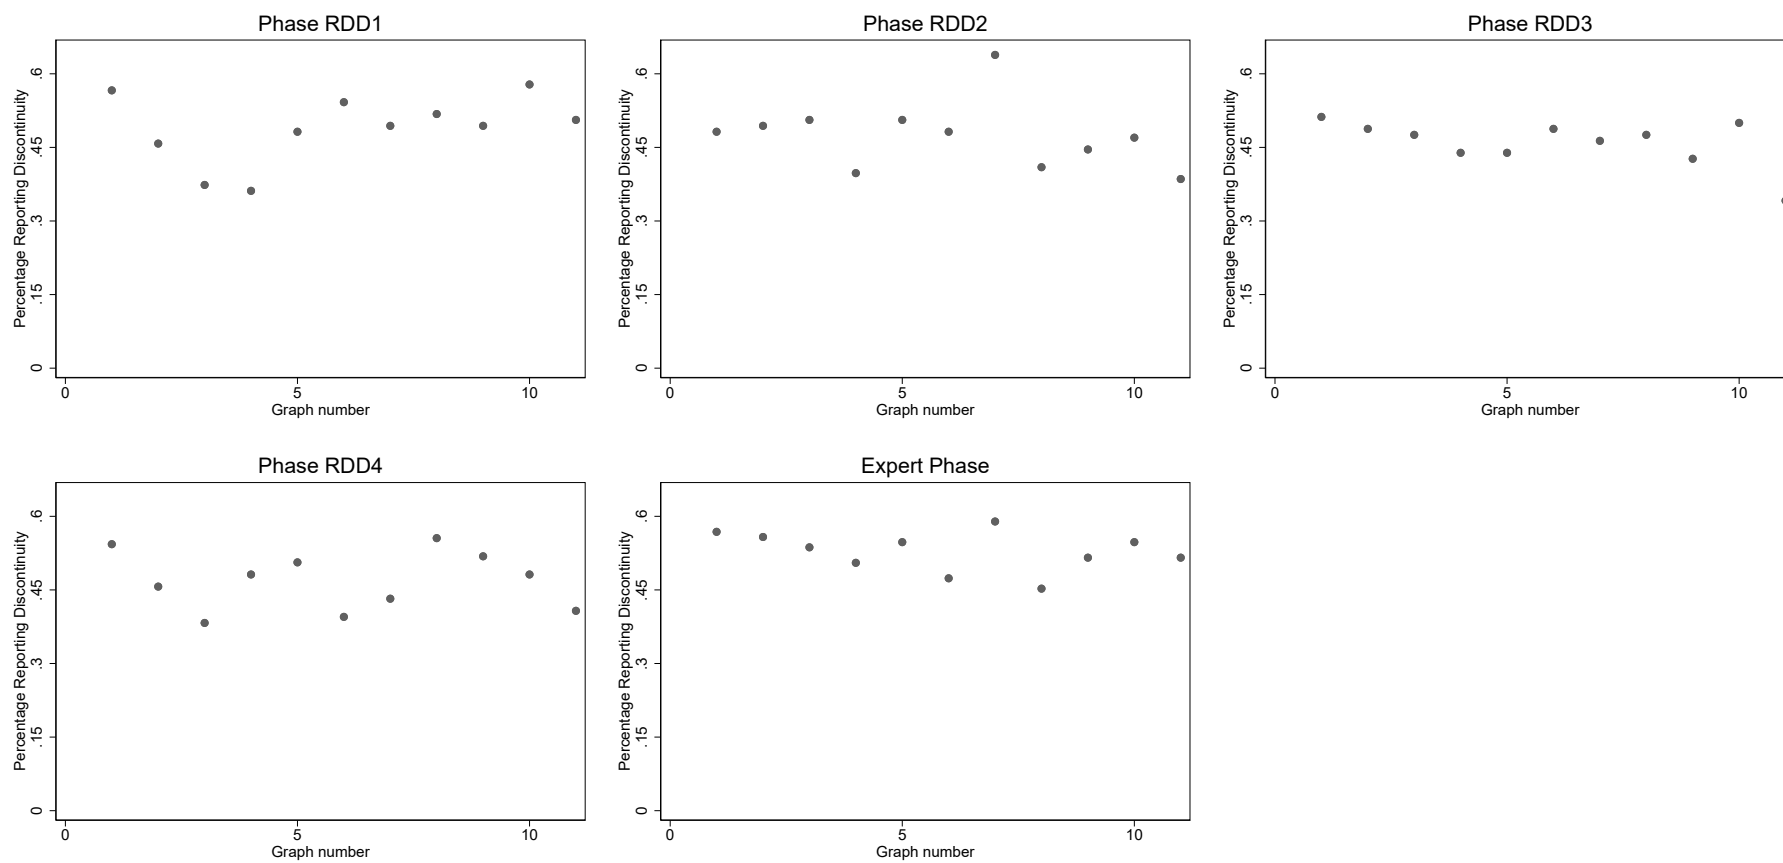 Phase RDD1
Percentage Reporting Discontinuity
.6
.45
.3
.15
0
0 5 10
Graph number
Phase RDD2
Percentage Reporting Discontinuity
.6
.45
.3
.15
0
0 5 10
Graph number
Phase RDD3
Percentage Reporting Discontinuity
.6
.45
.3
.15
0
0 5 10
Graph number
Phase RDD4
Percentage Reporting Discontinuity
.6
.45
.3
.15
0
0 5 10
Graph number
Expert Phase
Percentage Reporting Discontinuity
.6
.45
.3
.15
0
0 5 10
Graph number